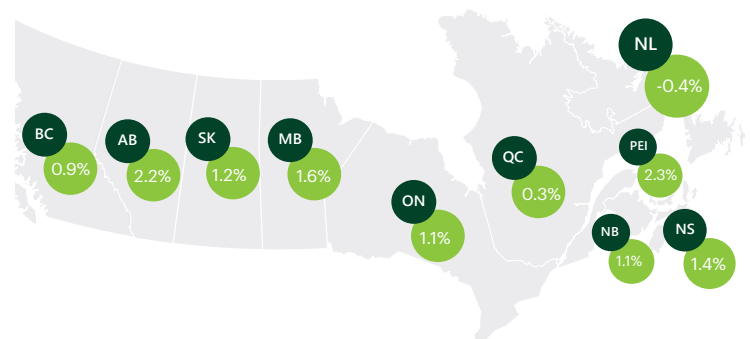 NL
-0.4%
BC
0.9%
AB
2.2%
SK
1.2%
MB
1.6%
ON
1.1%
QC
0.3%
PEI
2.3%
NB
1.1%
NS
1.4%